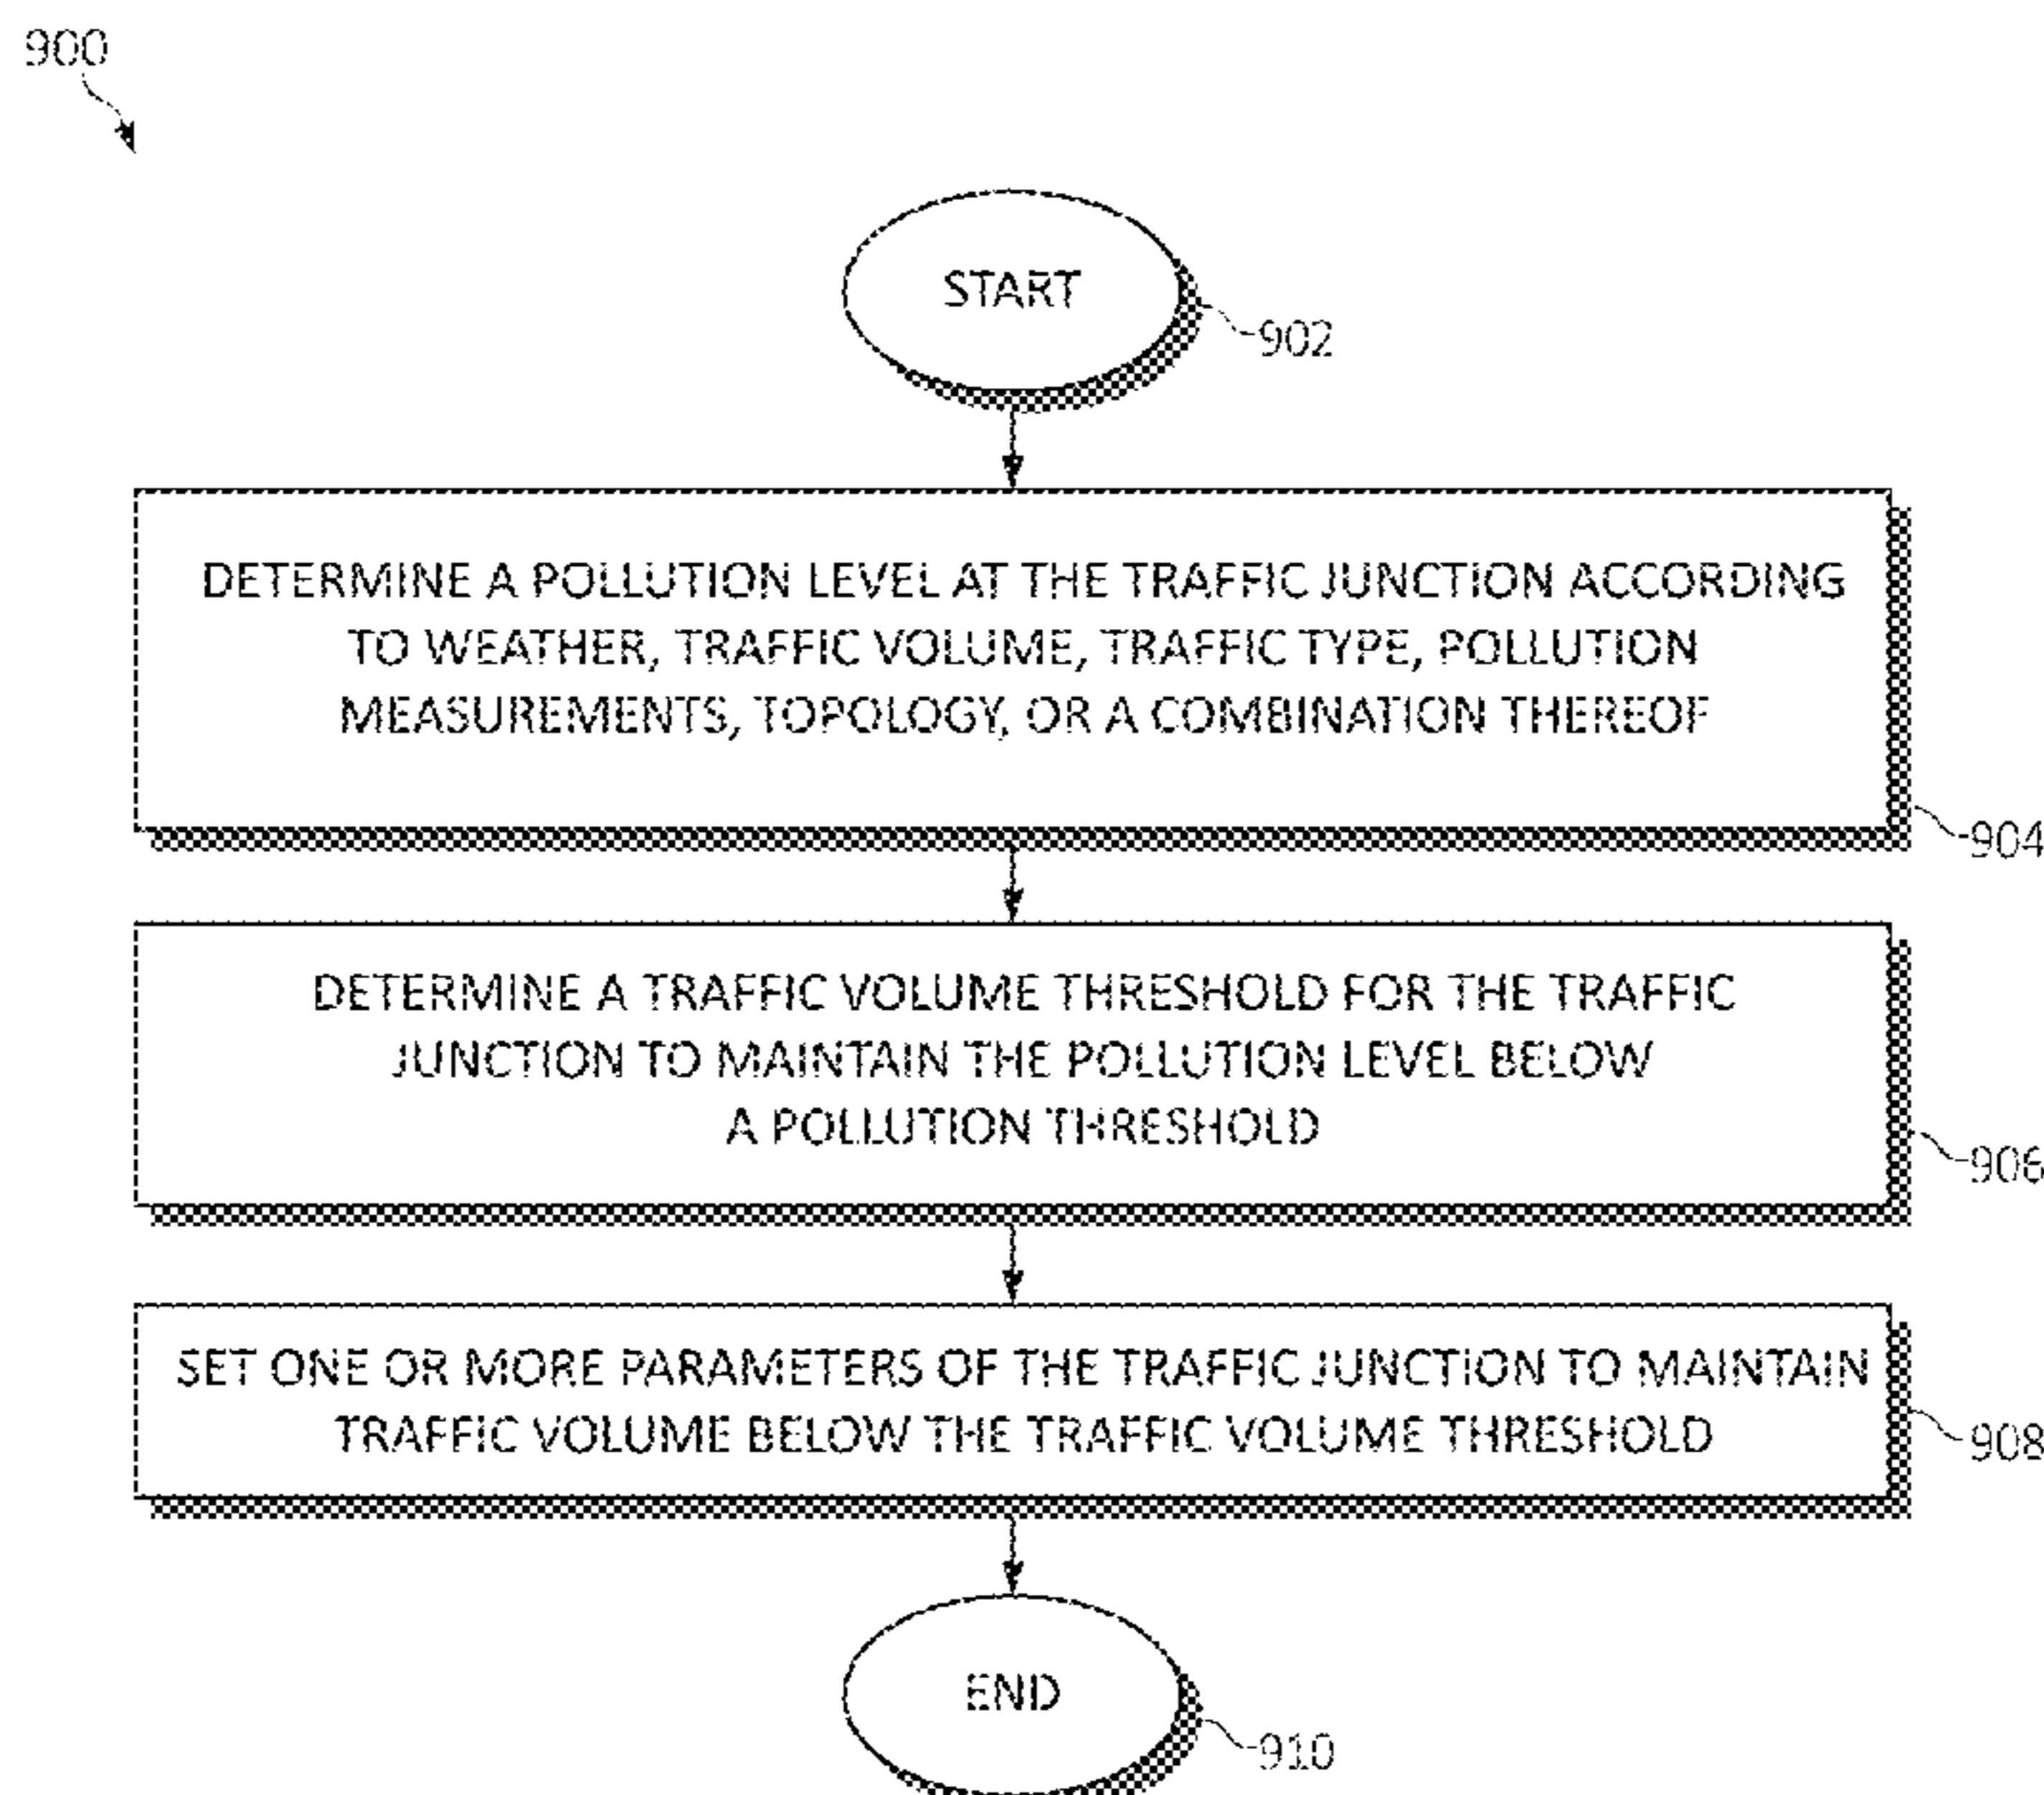 900
START
902
DETERMINE A POLLUTION LEVEL AT THE TRAFFIC JUNCTION ACCORDING
TO WEATHER, TRAFFIC VOLUME, TRAFFIC TYPE, POLLUTION
MEASUREMENTS, TOPOLOGY, OR A COMBINATION THEREOF
904
DETERMINE A TRAFFIC VOLUME THRESHOLD FOR THE TRAFFIC
JUNCTION TO MAINTAIN THE POLLUTION LEVEL BELOW
A POLLUTION THRESHOLD
906
SET ONE OR MORE PARAMETERS OF THE TRAFFIC JUNCTION TO MAINTAIN
TRAFFIC VOLUME BELOW THE TRAFFIC VOLUME THRESHOLD
908
END
910